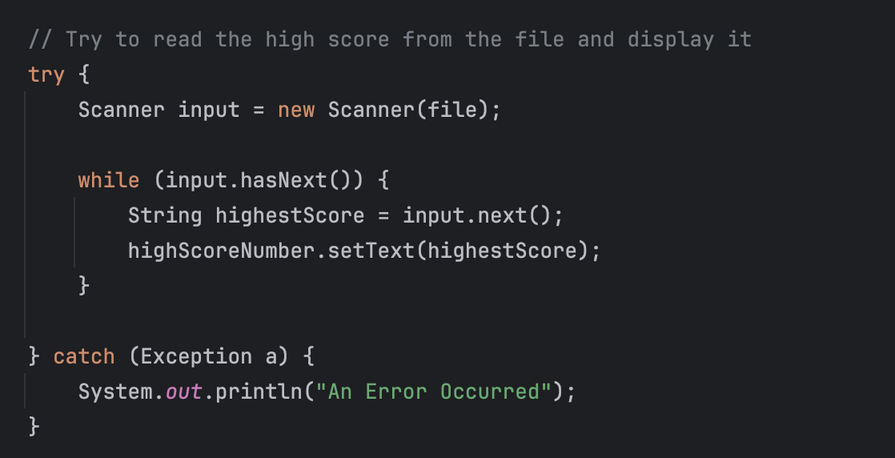 // Try to read the high score from the file and display it
try {
    Scanner input = new Scanner(file);
    while (input.hasNext()) {
        String highestScore = input.next();
        highScoreNumber.setText(highestScore);
    }
} catch (Exception a) {
    System.out.println("An Error Occurred");
}